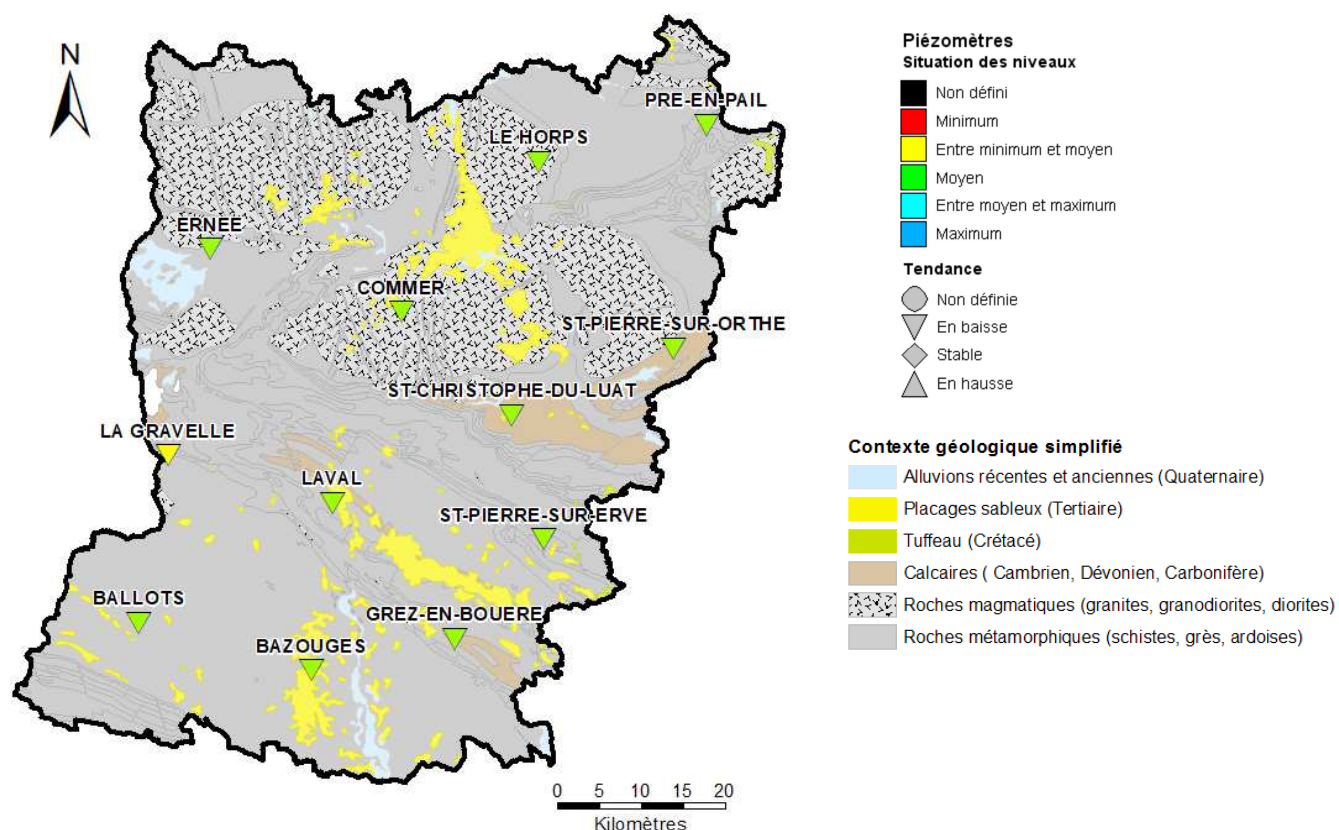 N
PRE-EN-PAIL
LE HORPS
ERNEE
COMMER
ST-PIERRE-SUR-ORTHE
ST-CHRISTOPHE-DU-LUAT
LA GRAVELLE
LAVAL
ST-PIERRE-SUR-ERVE
BALLOTS
GREZ-EN-BOUERE
BAZOUGES
0 5 10 15 20
Kilomètres
Piézomètres
Situation des niveaux
Non défini
Minimum
Entre minimum et moyen
Moyen
Entre moyen et maximum
Maximum
Tendance
Non définie
En baisse
Stable
En hausse
Contexte géologique simplifié
Alluvions récentes et anciennes (Quaternaire)
Placages sableux (Tertiaire)
Tuffeau (Crétacé)
Calcaires ( Cambrien, Dévonien, Carbonifère)
Roches magmatiques (granites, granodiorites, diorites)
Roches métamorphiques (schistes, grès, ardoises)